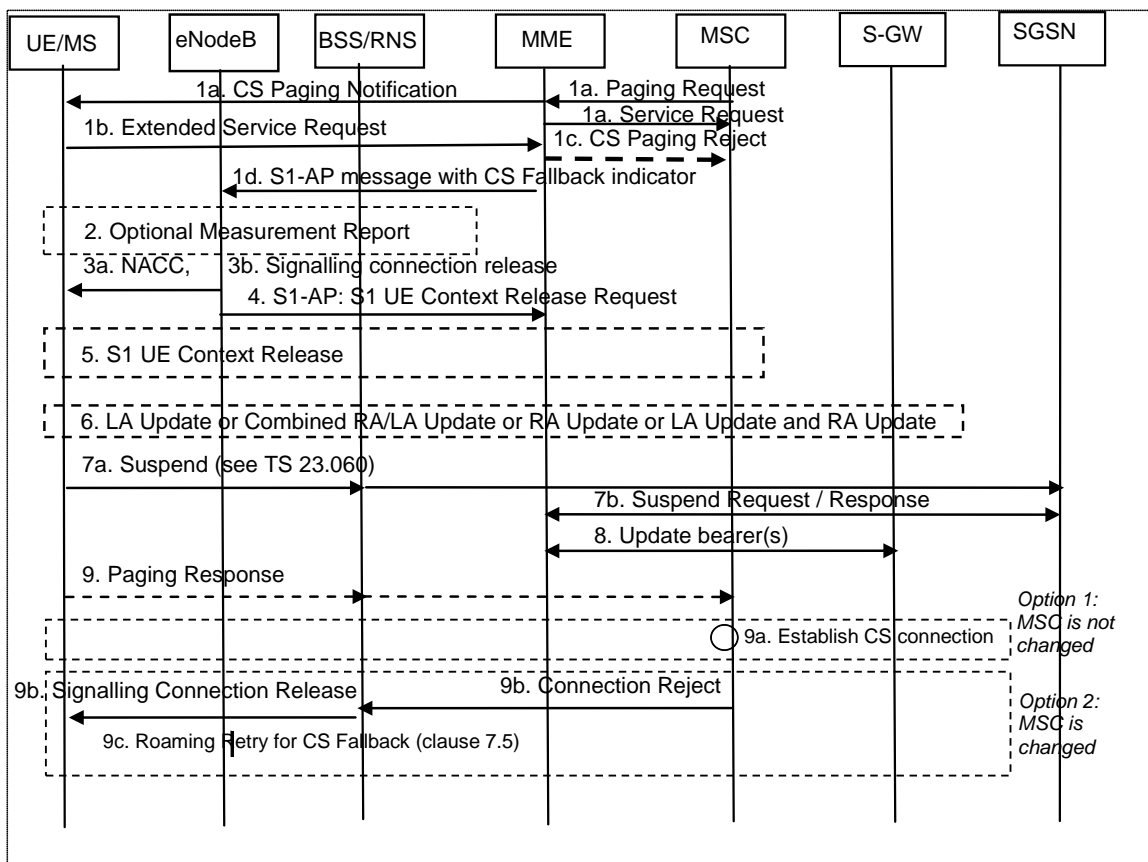 UE/MS
eNodeB
BSS/RNS
MME
MSC
S-GW
SGSN
1a. CS Paging Notification
1a. Paging Request
1a. Service Request
1b. Extended Service Request
1c. CS Paging Reject
1d. S1-AP message with CS Fallback indicator
2. Optional Measurement Report
3a. NACC,
3b. Signalling connection release
4. S1-AP: S1 UE Context Release Request
5. S1 UE Context Release
6. LA Update or Combined RA/LA Update or RA Update or LA Update and RA Update
7a. Suspend (see TS 23.060)
7b. Suspend Request / Response
8. Update bearer(s)
9. Paging Response
Option 1:
MSC is not
changed
9a. Establish CS connection
9b. Signalling Connection Release
9b. Connection Reject
Option 2:
MSC is
changed
9c. Roaming Retry for CS Fallback (clause 7.5)